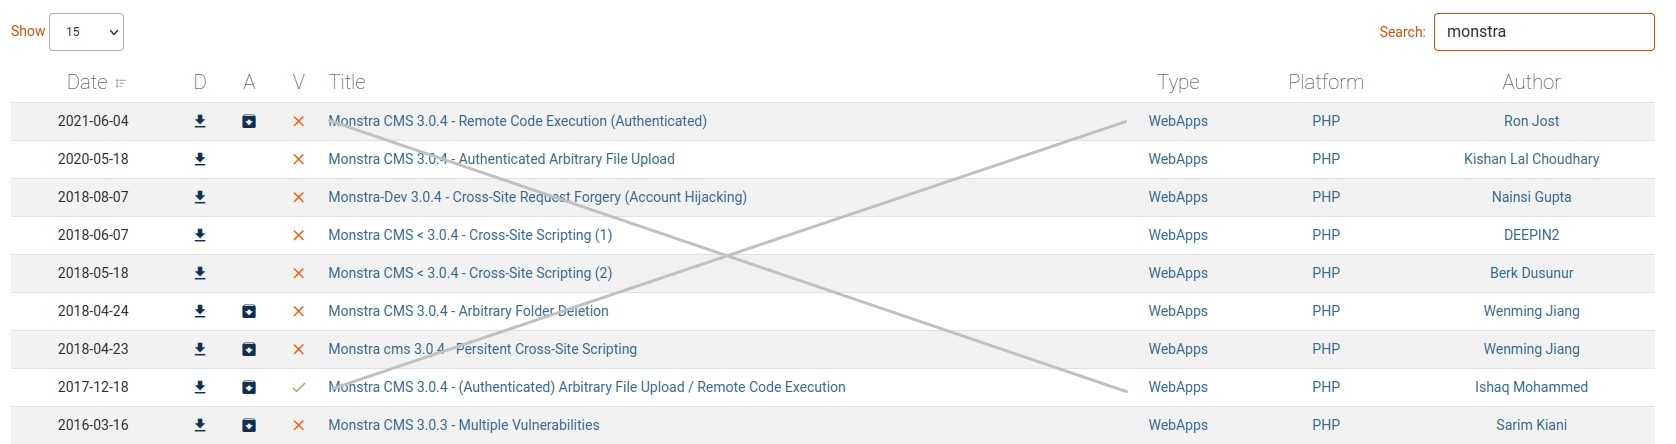 Show 15 Search: monstra
Date D A V Title Type Platform Author
2021-06-04 Monstra CMS 3.0.4 - Remote Code Execution (Authenticated) WebApps PHP Ron Jost
2020-05-18 Monstra CMS 3.0.4 - Authenticated Arbitrary File Upload WebApps PHP Kishan Lal Choudhary
2018-08-07 Monstra-Dev 3.0.4 - Cross-Site Request Forgery (Account Hijacking) WebApps PHP Nainsi Gupta
2018-06-07 Monstra CMS < 3.0.4 - Cross-Site Scripting (1) WebApps PHP DEEPIN2
2018-05-18 Monstra CMS < 3.0.4 - Cross-Site Scripting (2) WebApps PHP Berk Dusunur
2018-04-24 Monstra CMS 3.0.4 - Arbitrary Folder Deletion WebApps PHP Wenming Jiang
2018-04-23 Monstra cms 3.0.4 - Persitent Cross-Site Scripting WebApps PHP Wenming Jiang
2017-12-18 Monstra CMS 3.0.4 - (Authenticated) Arbitrary File Upload / Remote Code Execution WebApps PHP Ishaq Mohammed
2016-03-16 Monstra CMS 3.0.3 - Multiple Vulnerabilities WebApps PHP Sarim Kiani